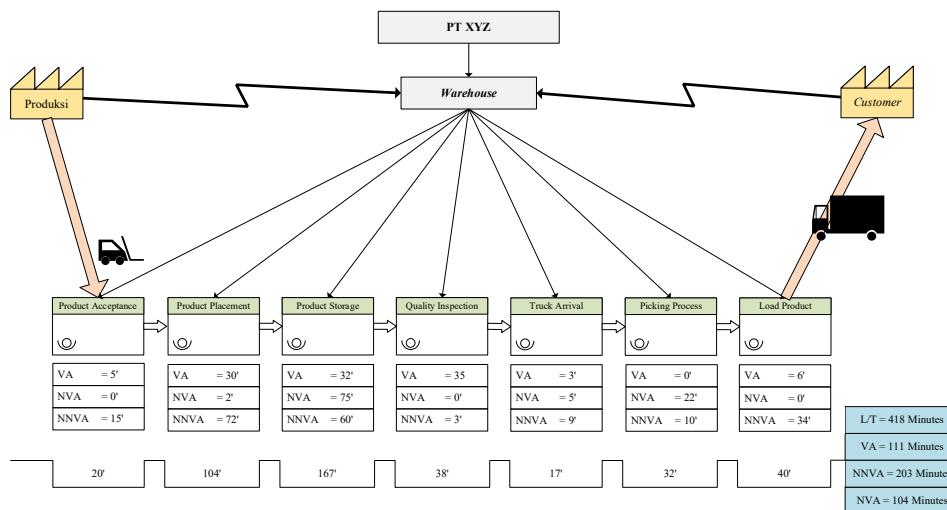 PT XYZ
Warehouse
Produksi
Customer
Product Acceptance
Product Placement
Product Storage
Quality Inspection
Truck Arrival
Picking Process
Load Product
VA = 5'
NVA = 0'
NNVA = 15'
VA = 30'
NVA = 2'
NNVA = 72'
VA = 32'
NVA = 75'
NNVA = 60'
VA = 35
NVA = 0'
NNVA = 3'
VA = 3'
NVA = 5'
NNVA = 9'
VA = 0'
NVA = 22'
NNVA = 10'
VA = 6'
NVA = 0'
NNVA = 34'
20'
104'
167'
38'
17'
32'
40'
L/T = 418 Minutes
VA = 111 Minutes
NNVA = 203 Minute
NVA = 104 Minutes